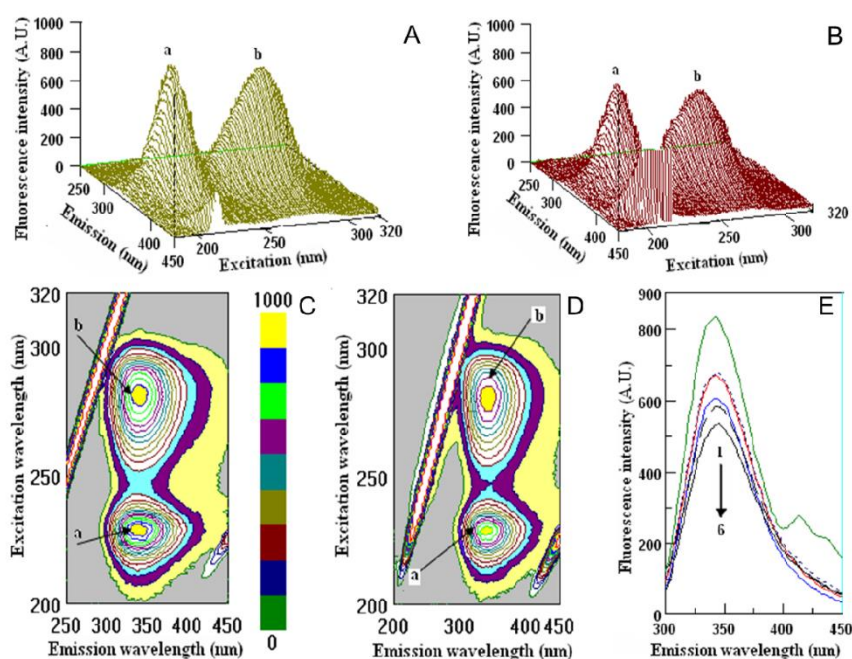 A
Fluorescence intensity (A.U.)
1000
800
600
400
200
0
a
b
250
300
400
450
Emission (nm)
200
250
300
320
Excitation (nm)
B
Fluorescence intensity (A.U.)
1000
800
600
400
200
0
a
b
250
300
400
450
Emission (nm)
200
250
300
320
Excitation (nm)
C
320
300
250
200
Excitation wavelength (nm)
b
a
250 300 350 400 450
Emission wavelength (nm)
1000
0
D
320
300
250
200
Excitation wavelength (nm)
b
a
200 300 400 450
Emission wavelength (nm)
E
900
800
700
600
500
400
300
200
100
0
Fluorescence intensity (A.U.)
1
6
300 350 400 450
Emission wavelength (nm)